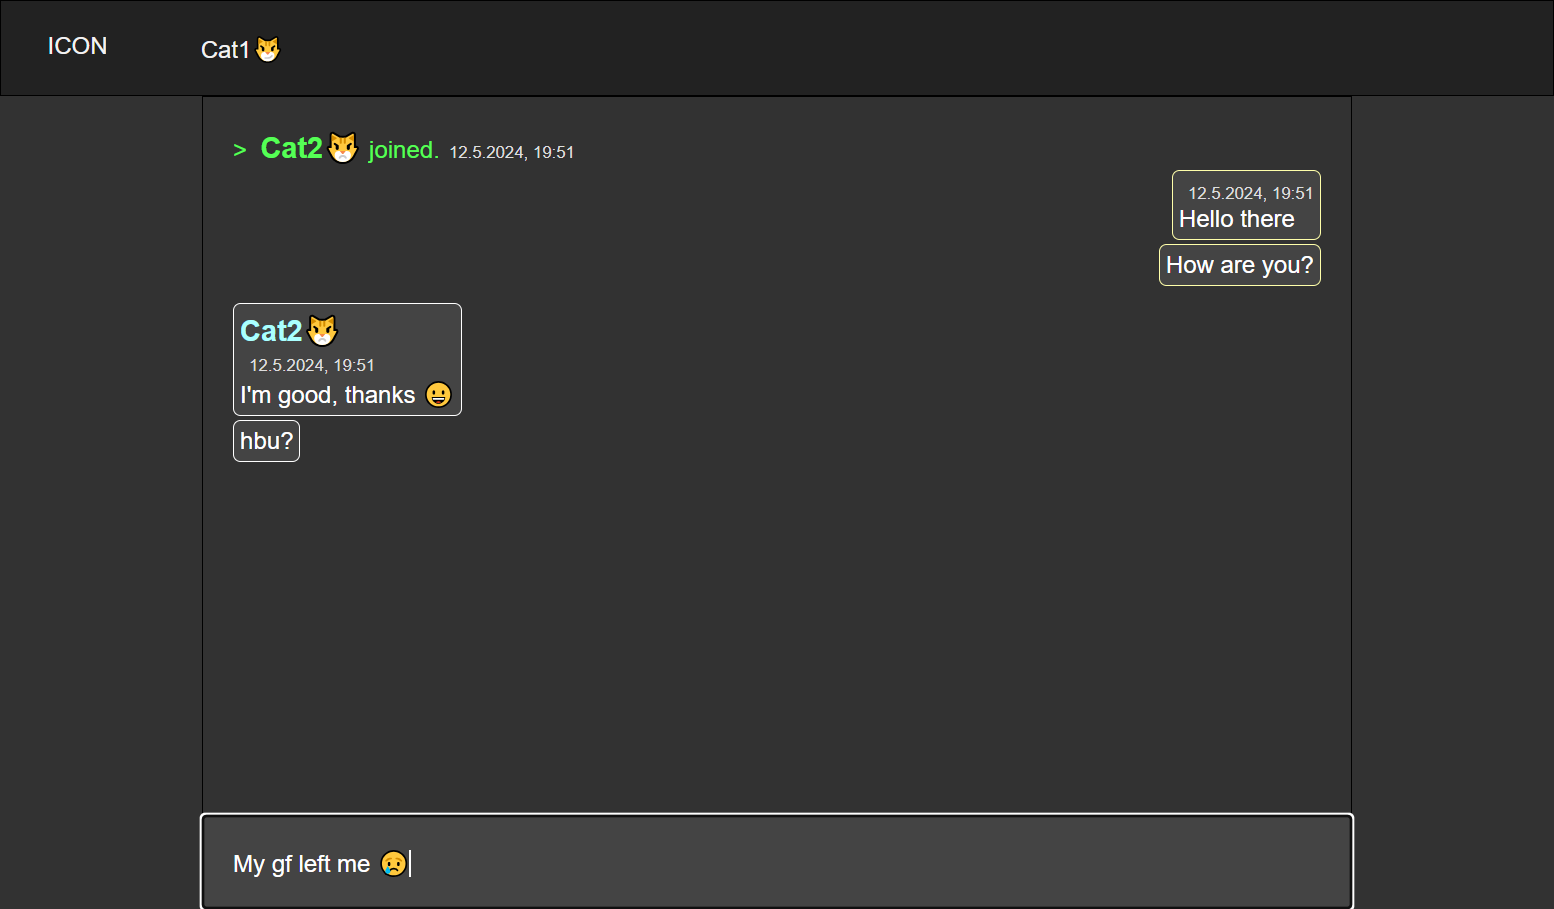 ICON
Cat1🐱
> Cat2🐱 joined. 12.5.2024, 19:51
12.5.2024, 19:51
Hello there
How are you?
Cat2🐱
12.5.2024, 19:51
I'm good, thanks 😀
hbu?
My gf left me 😥